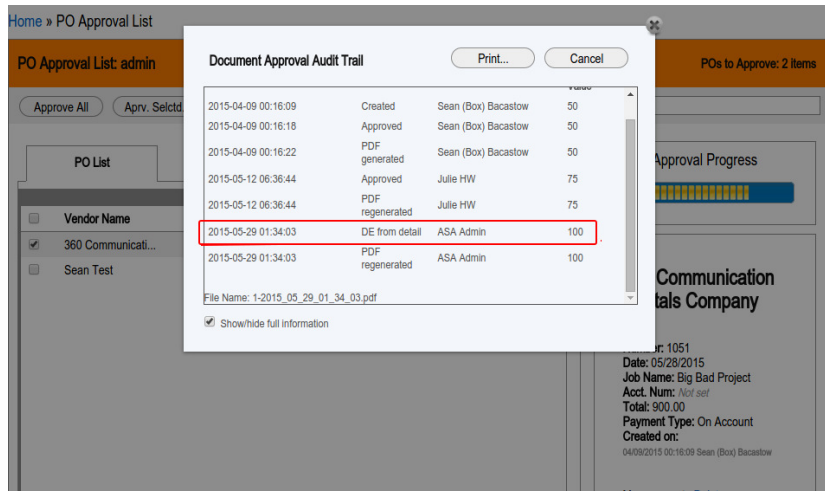 Home » PO Approval List
PO Approval List: admin
POs to Approve: 2 items
Approve All
Aprv. Selctd.
Document Approval Audit Trail
Print...
Cancel
Value
2015-04-09 00:16:09 Created Sean (Box) Bacastow 50
2015-04-09 00:16:18 Approved Sean (Box) Bacastow 50
2015-04-09 00:16:22 PDF generated Sean (Box) Bacastow 50
2015-05-12 06:36:44 Approved Julie HW 75
2015-05-12 06:36:44 PDF regenerated Julie HW 75
2015-05-29 01:34:03 DE from detail ASA Admin 100
2015-05-29 01:34:03 PDF regenerated ASA Admin 100
File Name: 1-2015_05_29_01_34_03.pdf
Show/hide full information
PO List
Vendor Name
360 Communicati...
Sean Test
Approval Progress
Communication
tals Company
er: 1051
Date: 05/28/2015
Job Name: Big Bad Project
Acct. Num: Not set
Total: 900.00
Payment Type: On Account
Created on:
04/09/2015 00:16:09 Sean (Box) Bacastow